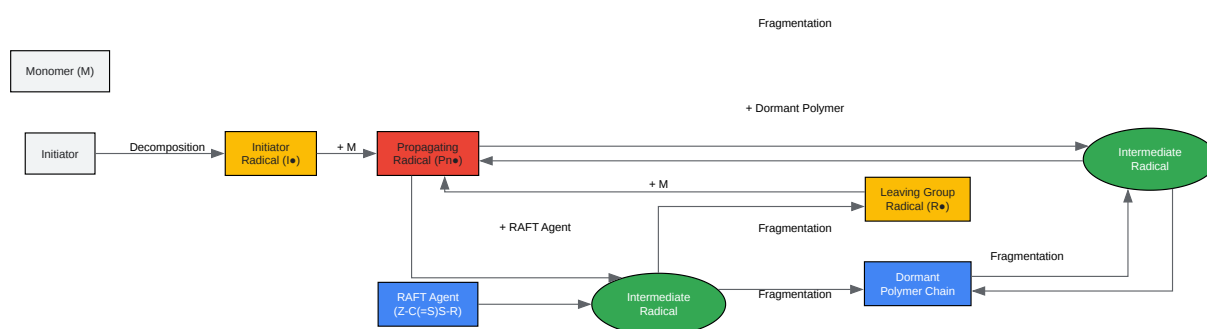 Fragmentation
Monomer (M)
+ Dormant Polymer
Initiator
Decomposition
Initiator
Radical (I●)
+ M
Propagating
Radical (Pn●)
Intermediate
Radical
+ M
Leaving Group
Radical (R●)
+ RAFT Agent
Fragmentation
Fragmentation
RAFT Agent
(Z-C(=S)S-R)
Intermediate
Radical
Fragmentation
Dormant
Polymer Chain